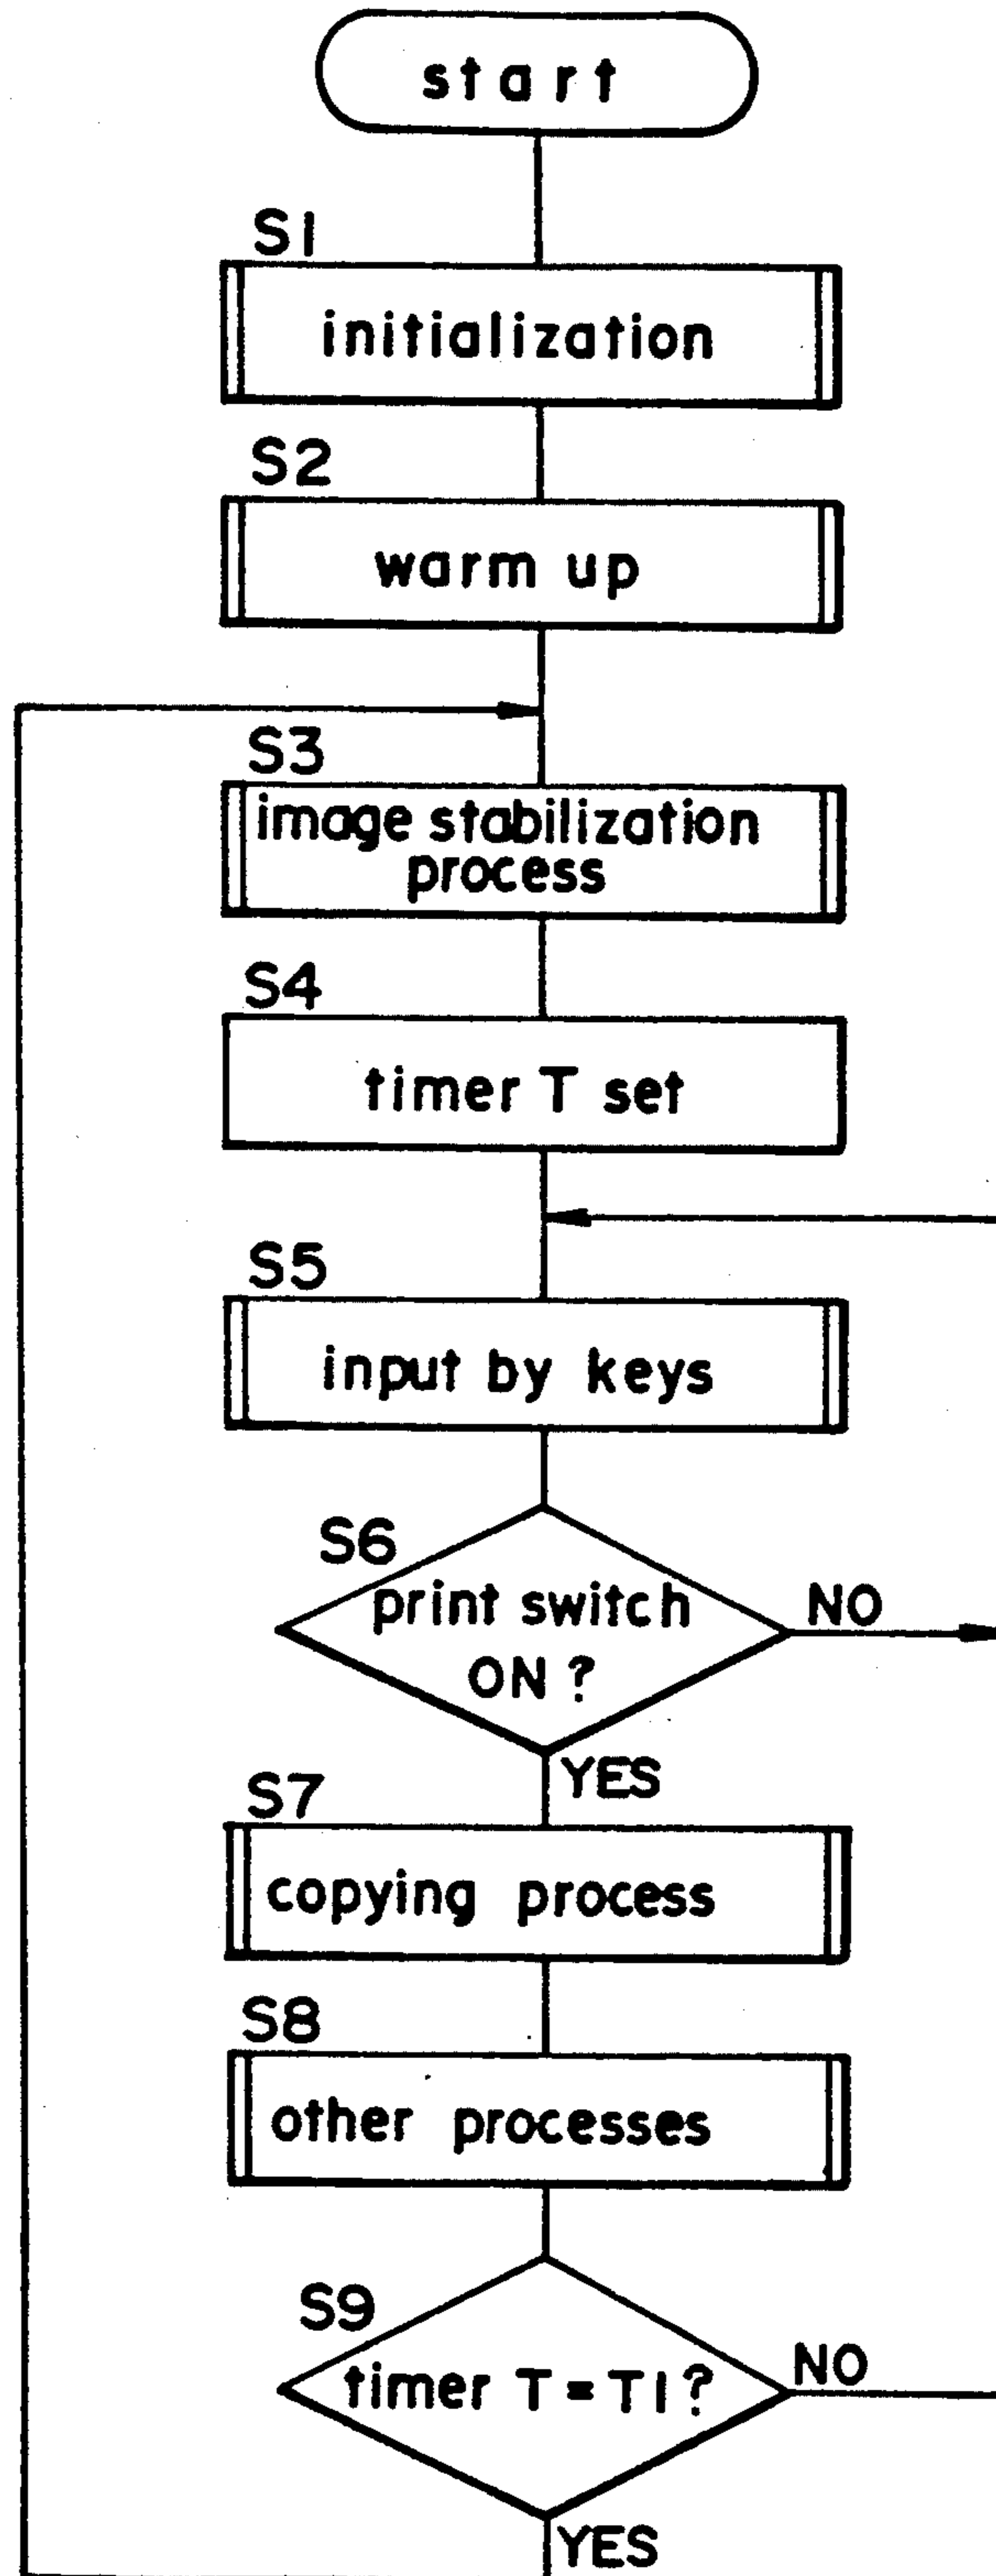 start
S1
initialization
S2
warm up
S3
image stabilization
process
S4
timer T set
S5
input by keys
S6
print switch
ON ?
NO
YES
S7
copying process
S8
other processes
S9
timer T = T1 ?
NO
YES